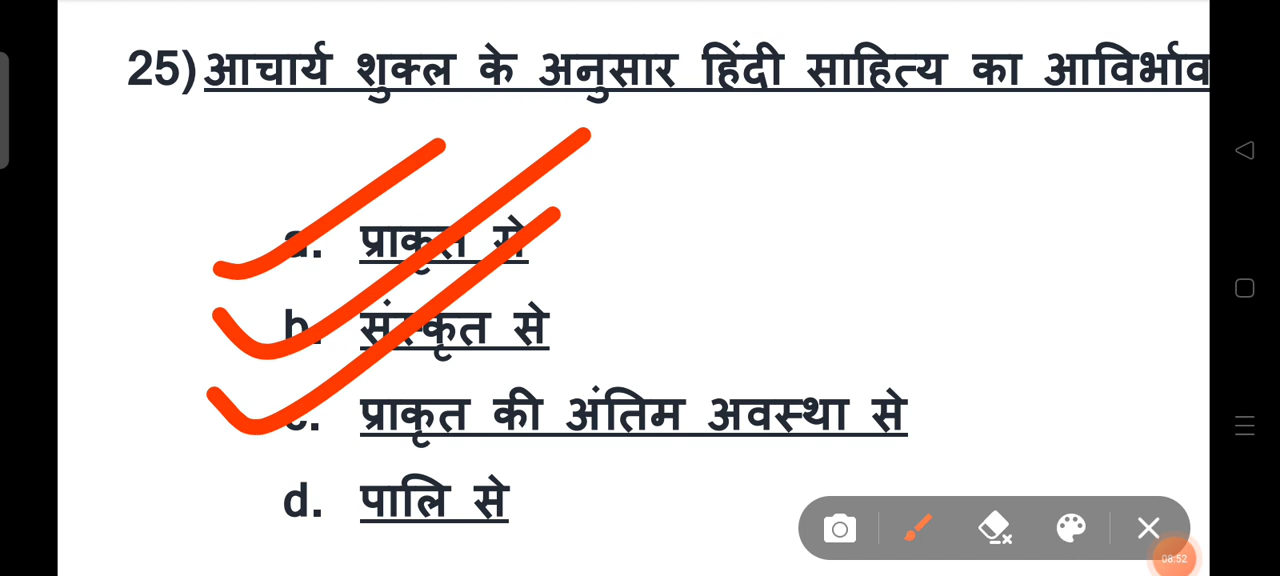 25) आचार्य शुक्ल के अनुसार हिंदी साहित्य का आविर्भाव
a. प्राकृत से
b. संस्कृत से
c. प्राकृत की अंतिम अवस्था से
d. पालि से
08:52